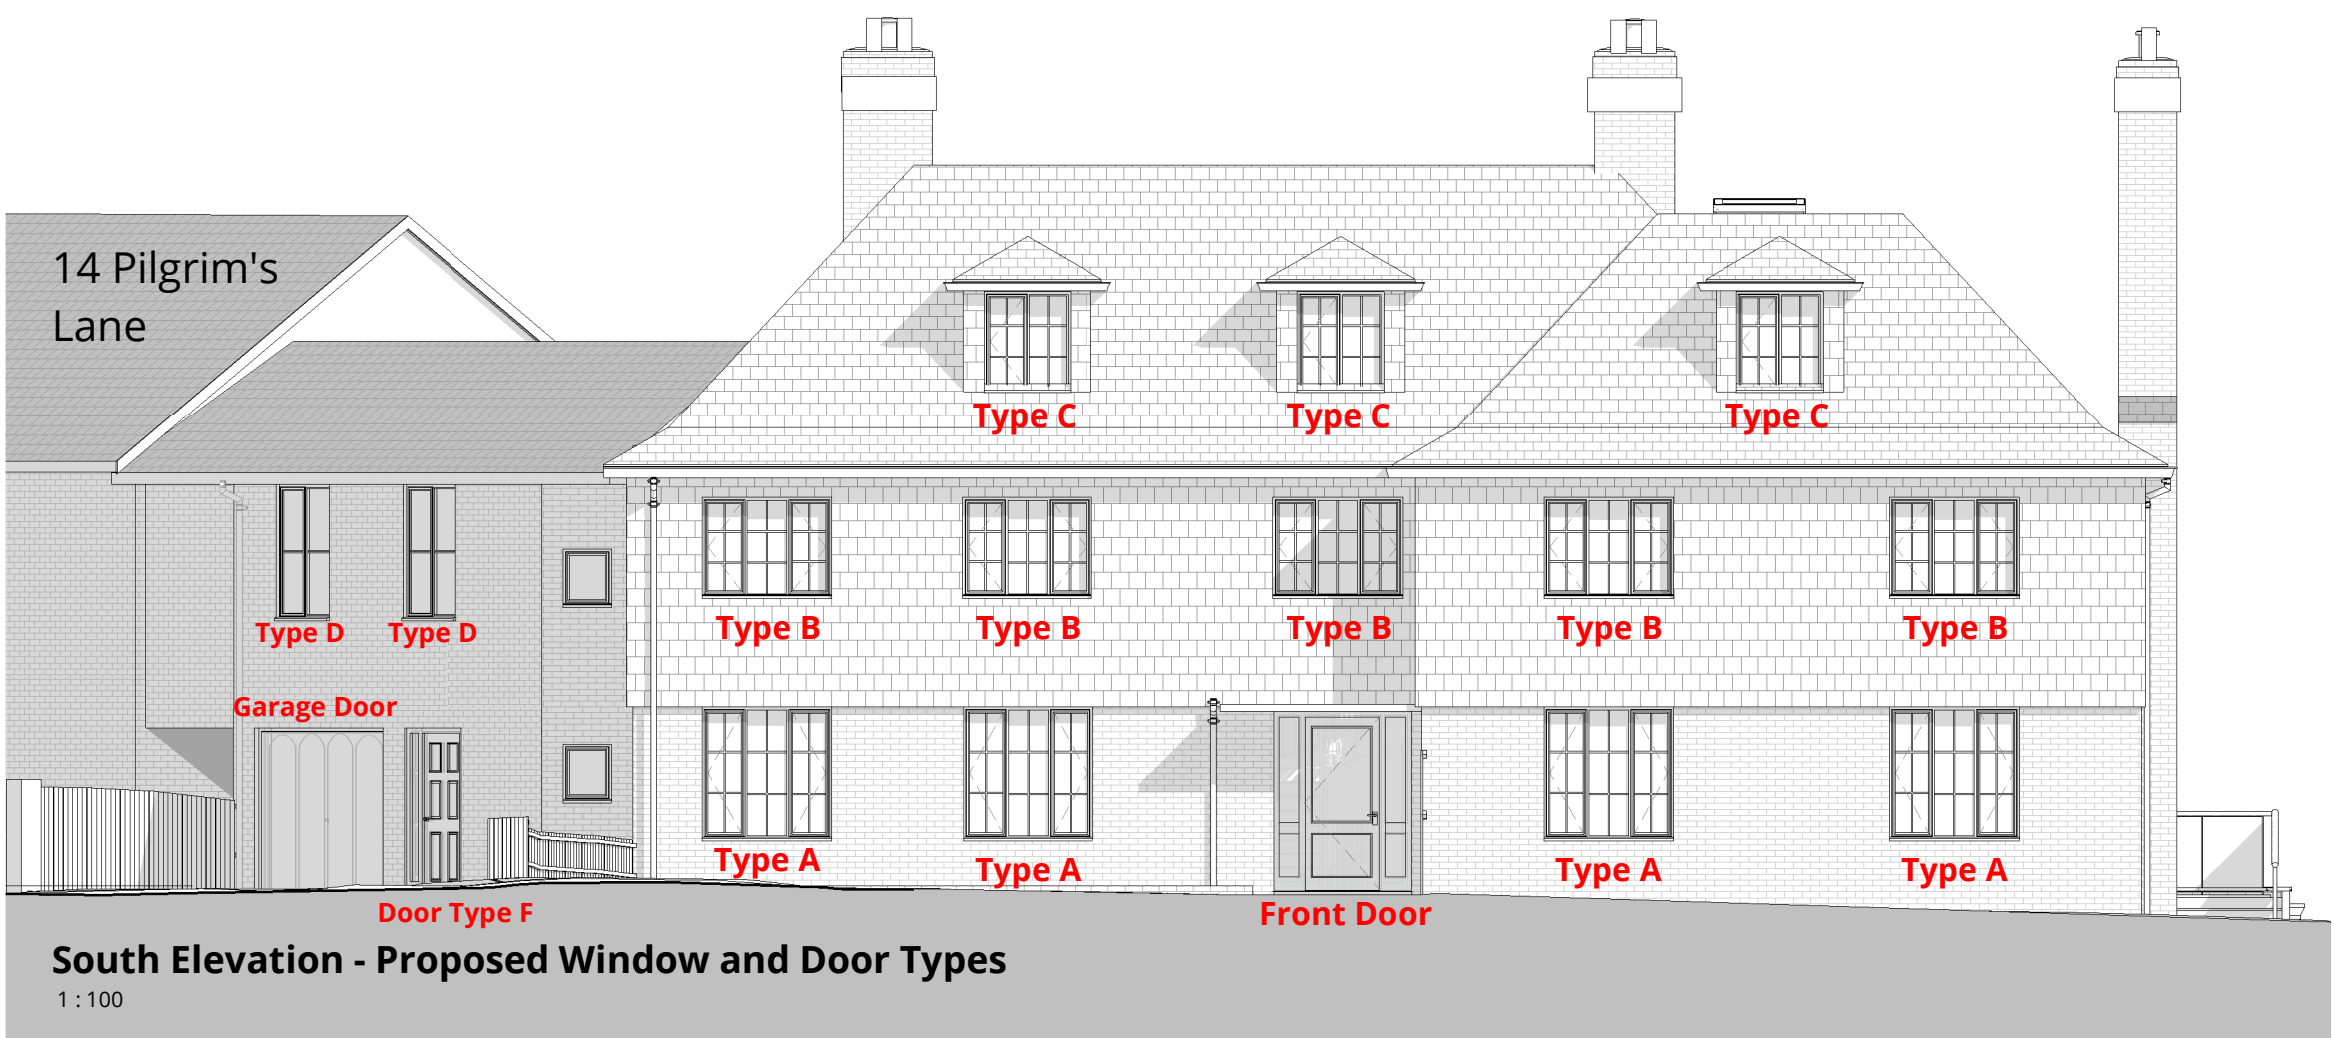 14 Pilgrim's
Lane
Type C Type C Type C
Type B Type B Type B Type B Type B
Type D Type D
Garage Door
Type A Type A Type A Type A
Door Type F
Front Door
South Elevation - Proposed Window and Door Types
1 : 100